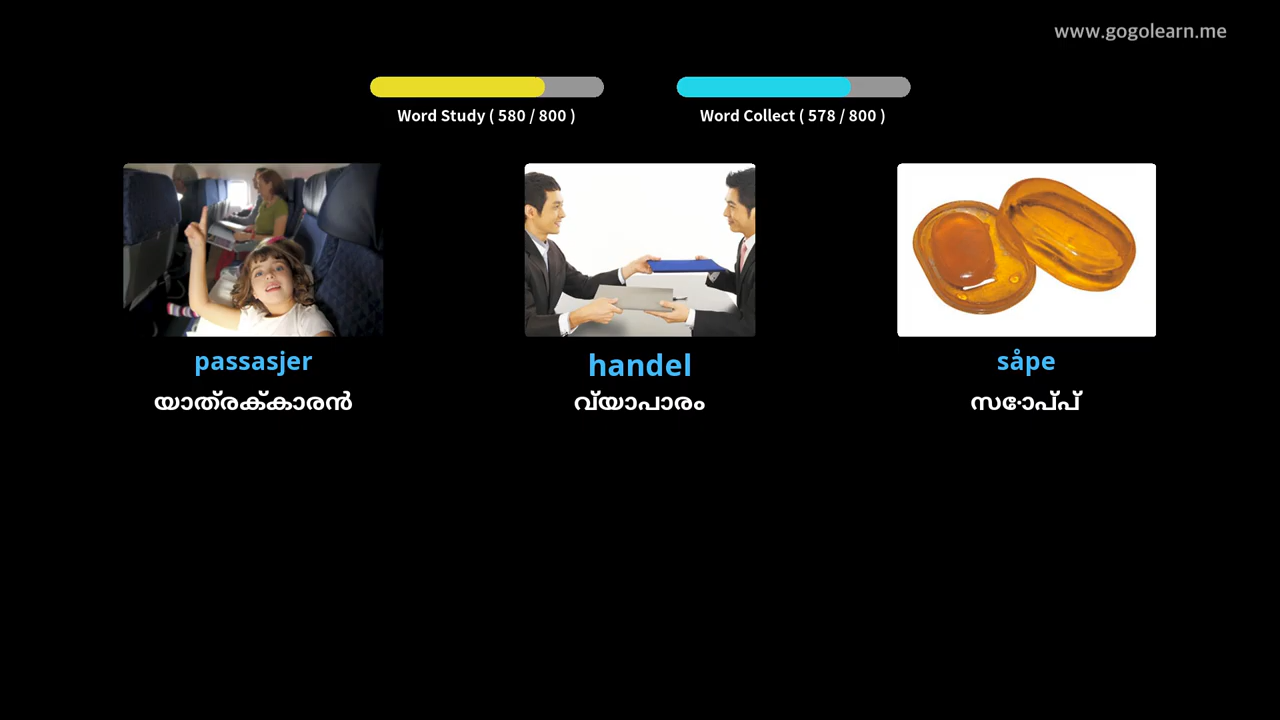 www.gogolearn.me
Word Study ( 580 / 800 )
Word Collect ( 578 / 800 )
passasjer
handel
såpe
യാത്രക്കാരൻ
വ്യാപാരം
സോപ്പ്